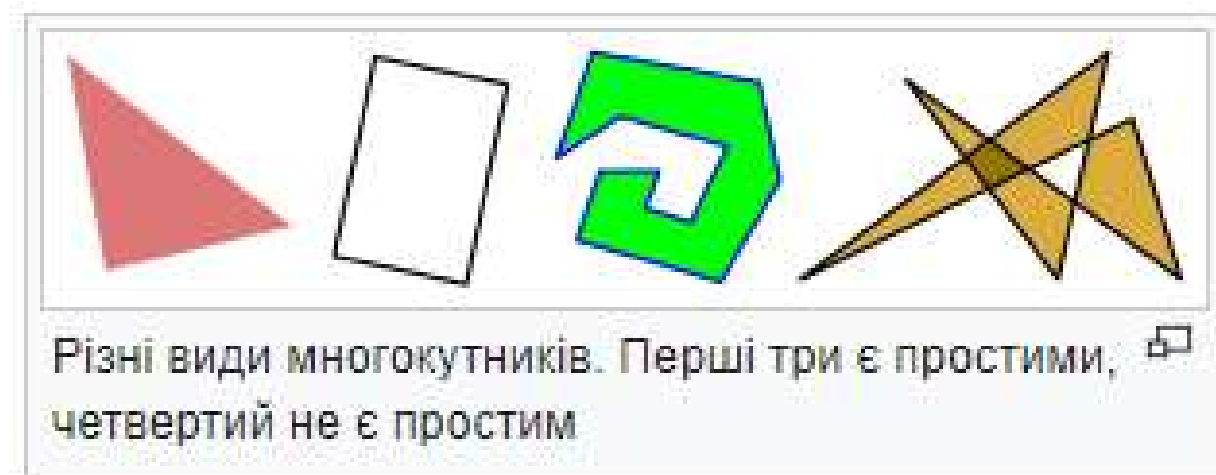 Різні види многокутників. Перші три є простими,
четвертий не є простим